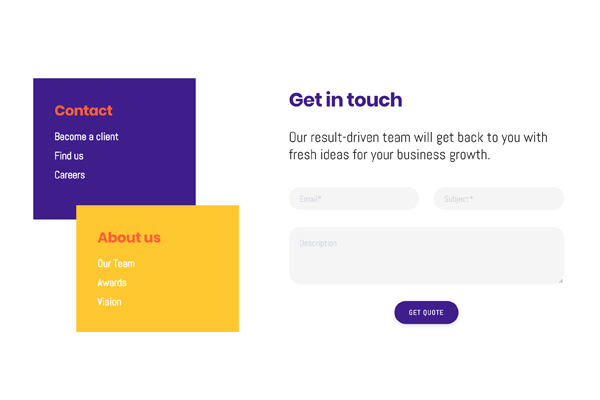 Contact
Become a client
Find us
Careers
About us
Our Team
Awards
Vision
Get in touch
Our result-driven team will get back to you with
fresh ideas for your business growth.
Email*
Subject*
Description
GET QUOTE